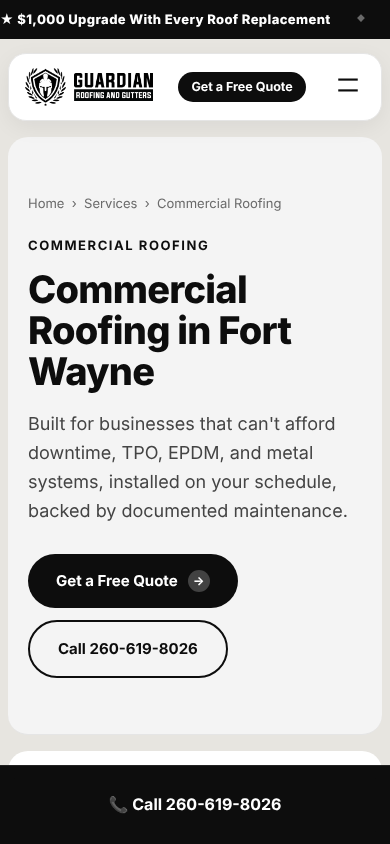 ★ $1,000 Upgrade With Every Roof Replacement ◆
GUARDIAN
ROOFING AND GUTTERS
Get a Free Quote
Home › Services › Commercial Roofing
COMMERCIAL ROOFING
Commercial
Roofing in Fort
Wayne
Built for businesses that can't afford
downtime, TPO, EPDM, and metal
systems, installed on your schedule,
backed by documented maintenance.
Get a Free Quote →
Call 260-619-8026
📞 Call 260-619-8026